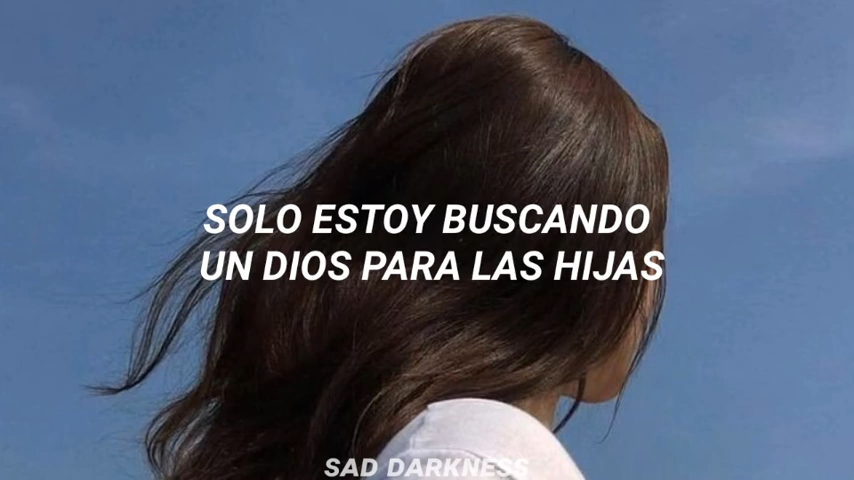 SOLO ESTOY BUSCANDO
UN DIOS PARA LAS HIJAS
SAD DARKNESS